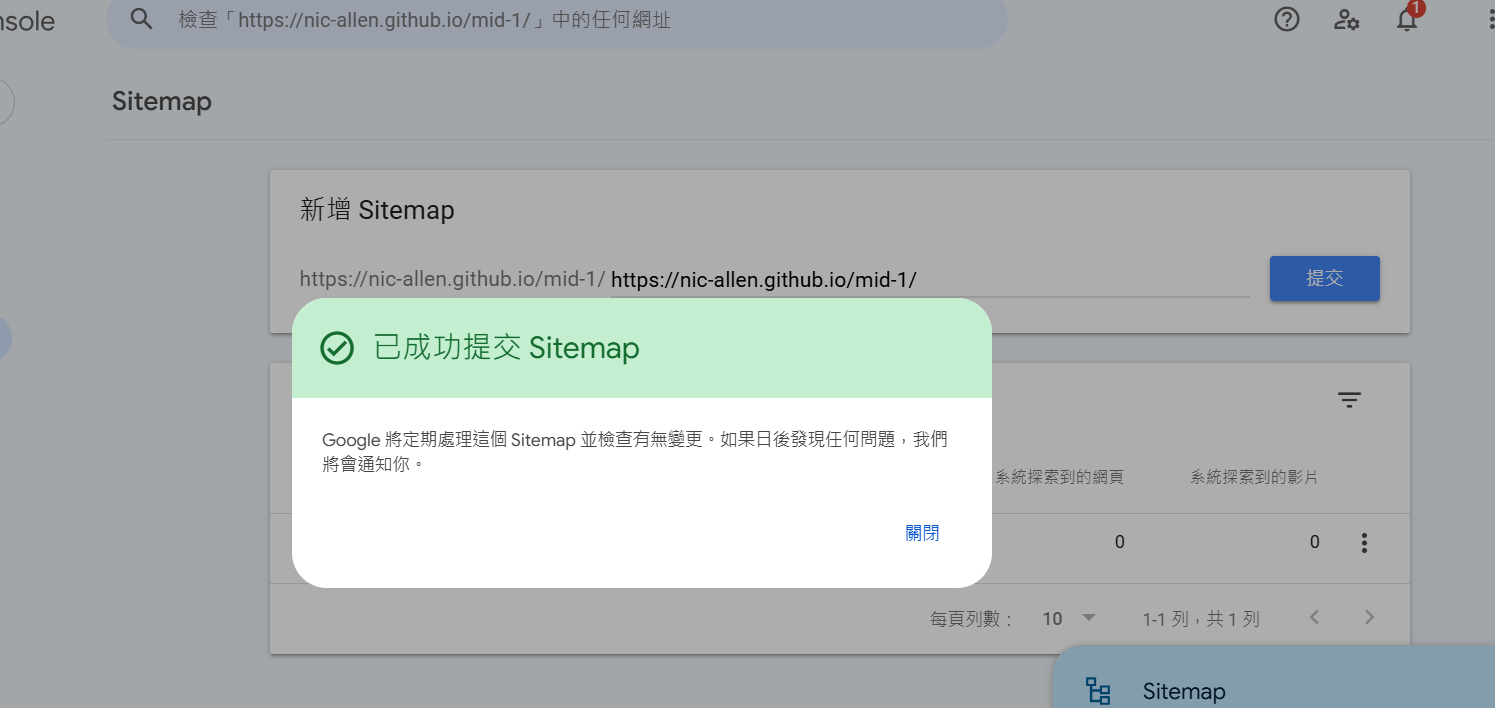 nsole
檢查「https://nic-allen.github.io/mid-1/」中的任何網址
1
Sitemap
新增 Sitemap
https://nic-allen.github.io/mid-1/ https://nic-allen.github.io/mid-1/
提交
已成功提交 Sitemap
Google 將定期處理這個 Sitemap 並檢查有無變更。如果日後發現任何問題，我們
將會通知你。
關閉
系統探索到的網頁 系統探索到的影片
0 0
每頁列數： 10 1-1 列，共 1 列
Sitemap